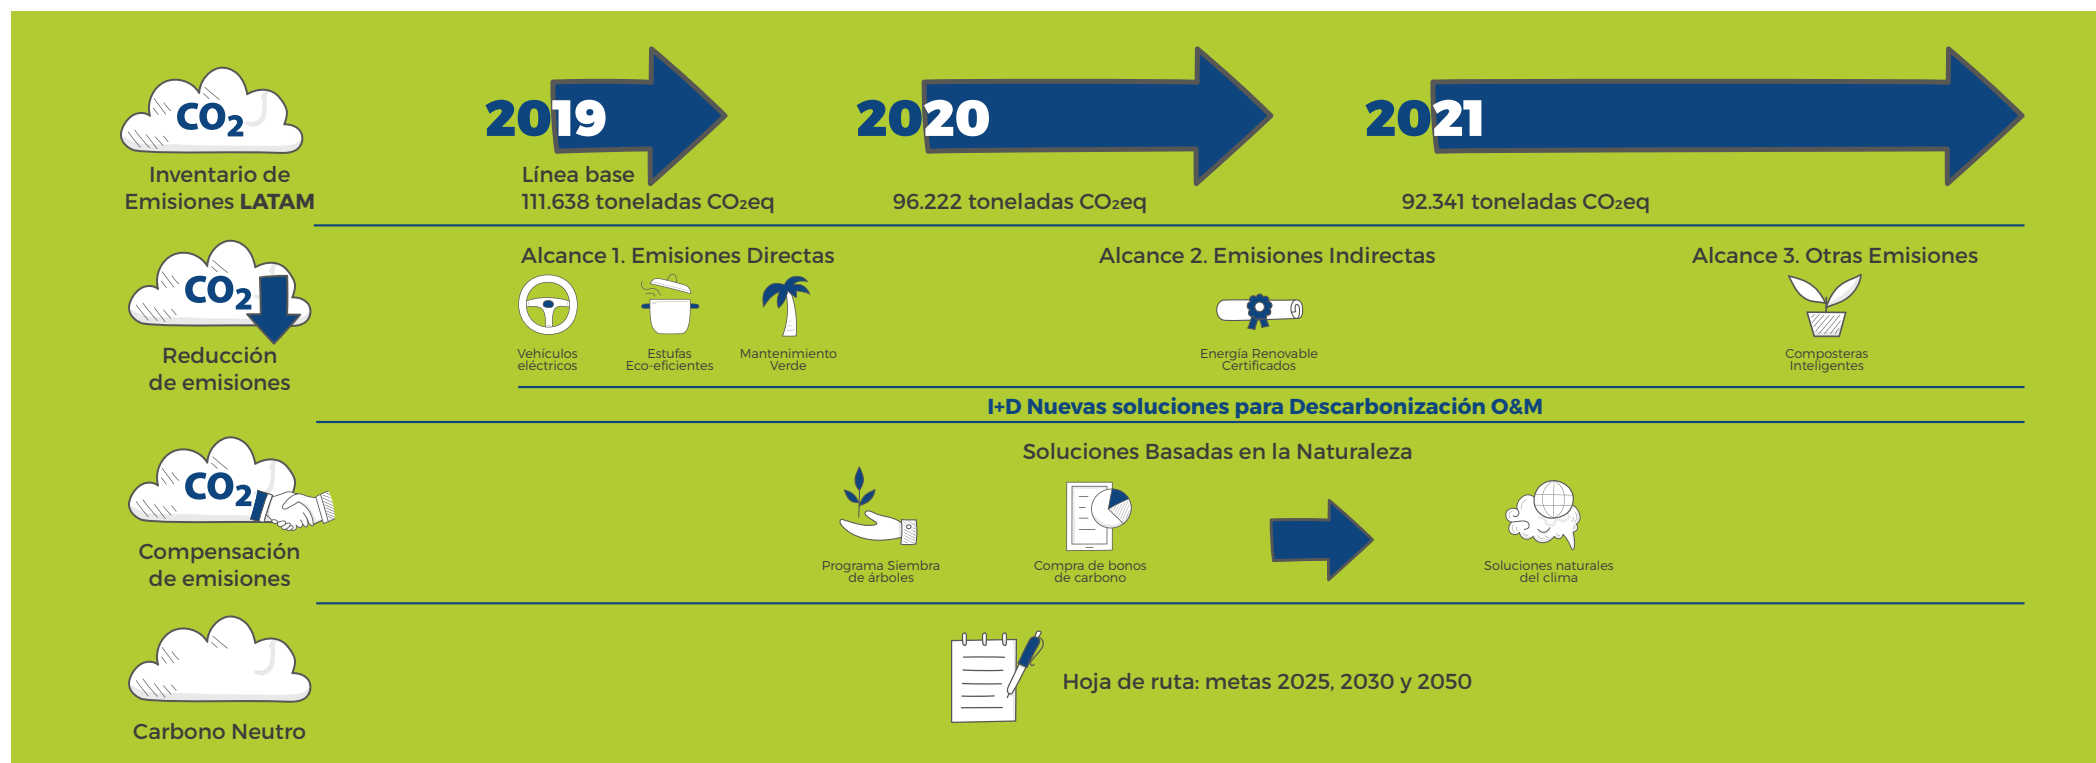 CO2
Inventario de
Emisiones LATAM
2019
Línea base
111.638 toneladas CO₂eq
2020
96.222 toneladas CO₂eq
2021
92.341 toneladas CO₂eq
CO2
Reducción
de emisiones
Alcance 1. Emisiones Directas
Vehículos
eléctricos
Estufas
Eco-eficientes
Mantenimiento
Verde
Alcance 2. Emisiones Indirectas
Energía Renovable
Certificados
Alcance 3. Otras Emisiones
Composteras
Inteligentes
I+D Nuevas soluciones para Descarbonización O&M
CO2
Compensación
de emisiones
Soluciones Basadas en la Naturaleza
Programa Siembra
de árboles
Compra de bonos
de carbono
Soluciones naturales
del clima
Carbono Neutro
Hoja de ruta: metas 2025, 2030 y 2050